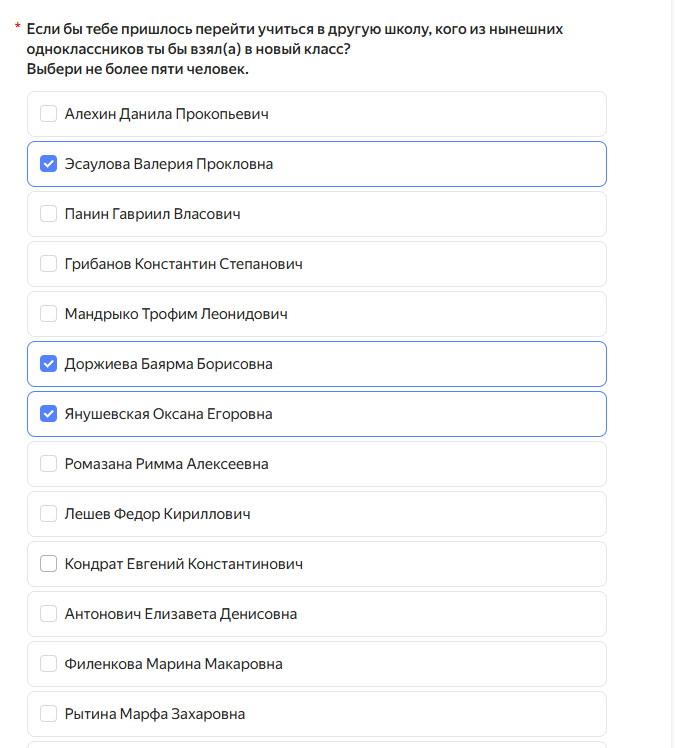 * Если бы тебе пришлось перейти учиться в другую школу, кого из нынешних
одноклассников ты бы взял(а) в новый класс?
Выбери не более пяти человек.
Алехин Данила Прокопьевич
Эсаулова Валерия Прокловна
Панин Гавриил Власович
Грибанов Константин Степанович
Мандрыко Трофим Леонидович
Доржиева Баярма Борисовна
Янушевская Оксана Егоровна
Ромазана Римма Алексеевна
Лешев Федор Кириллович
Кондрат Евгений Константинович
Антонович Елизавета Денисовна
Филенкова Марина Макаровна
Рытина Марфа Захаровна